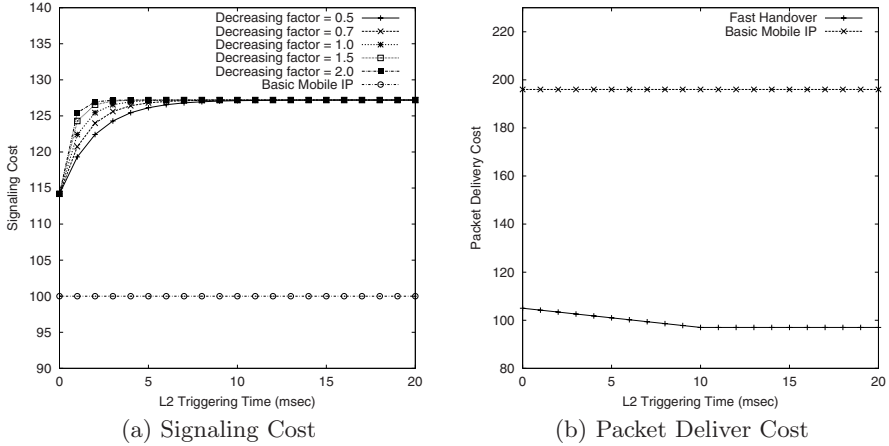 140
135
130
125
120
115
110
105
100
95
90
Signaling Cost
Decreasing factor = 0.5
Decreasing factor = 0.7
Decreasing factor = 1.0
Decreasing factor = 1.5
Decreasing factor = 2.0
Basic Mobile IP
0 5 10 15 20
L2 Triggering Time (msec)
(a) Signaling Cost
220
200
180
160
140
120
100
80
Packet Delivery Cost
Fast Handover
Basic Mobile IP
0 5 10 15 20
L2 Triggering Time (msec)
(b) Packet Deliver Cost